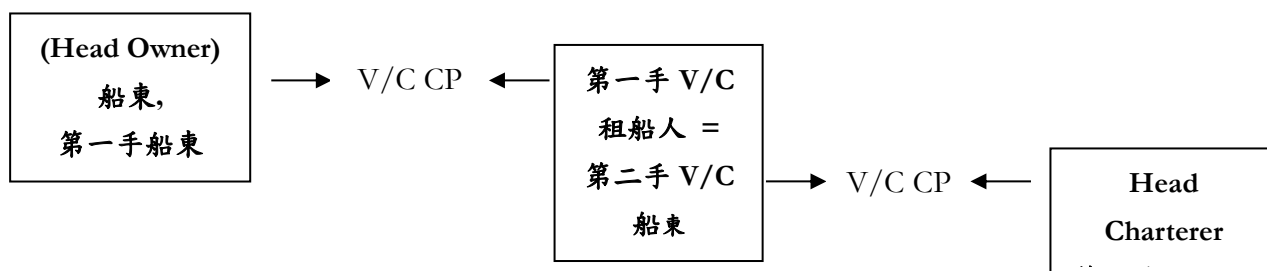 (Head Owner)
船東,
第一手船東
V/C CP
第一手 V/C
租船人 =
第二手 V/C
船東
V/C CP
Head
Charterer